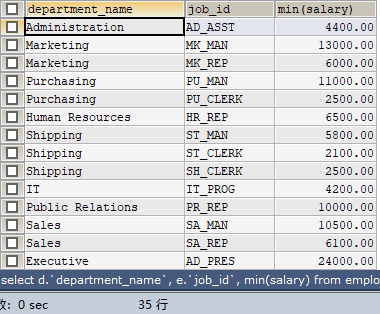 department_name job_id min(salary)
Administration AD_ASST 4400.00
Marketing MK_MAN 13000.00
Marketing MK_REP 6000.00
Purchasing PU_MAN 11000.00
Purchasing PU_CLERK 2500.00
Human Resources HR_REP 6500.00
Shipping ST_MAN 5800.00
Shipping ST_CLERK 2100.00
Shipping SH_CLERK 2500.00
IT IT_PROG 4200.00
Public Relations PR_REP 10000.00
Sales SA_MAN 10500.00
Sales SA_REP 6100.00
Executive AD_PRES 24000.00
select d.`department_name`, e.`job_id`, min(salary) from emplo
: 0 sec 35 行